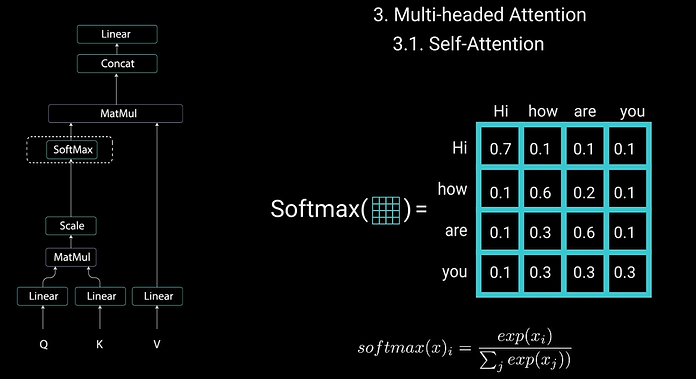 3. Multi-headed Attention
3.1. Self-Attention
Linear
Concat
MatMul
SoftMax
Scale
MatMul
Linear Linear Linear
Q K V
Hi how are you
Hi 0.7 0.1 0.1 0.1
how 0.1 0.6 0.2 0.1
are 0.1 0.3 0.6 0.1
you 0.1 0.3 0.3 0.3
Softmax( ) =
softmax(x)_i = exp(x_i) / ∑_j exp(x_j))